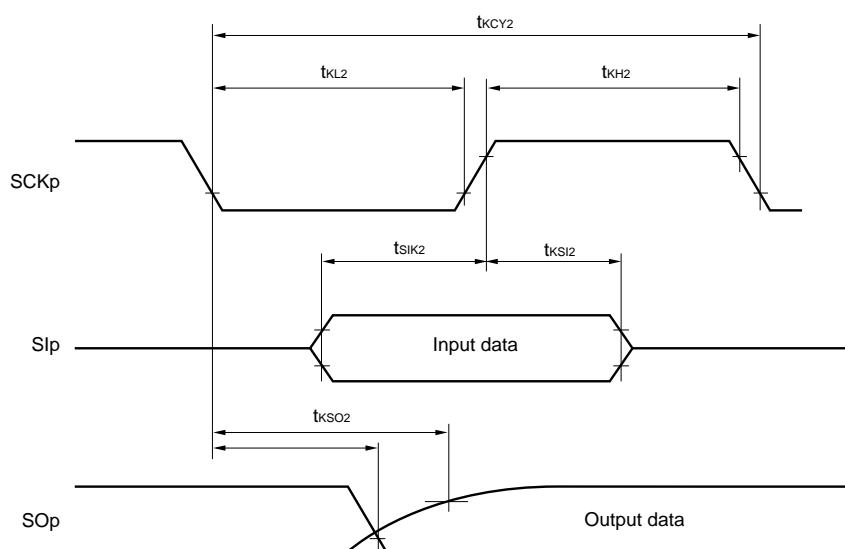 tKCY2
tKL2
tKH2
SCKp
tSIK2
tKSI2
SIp
Input data
tKSO2
SOp
Output data